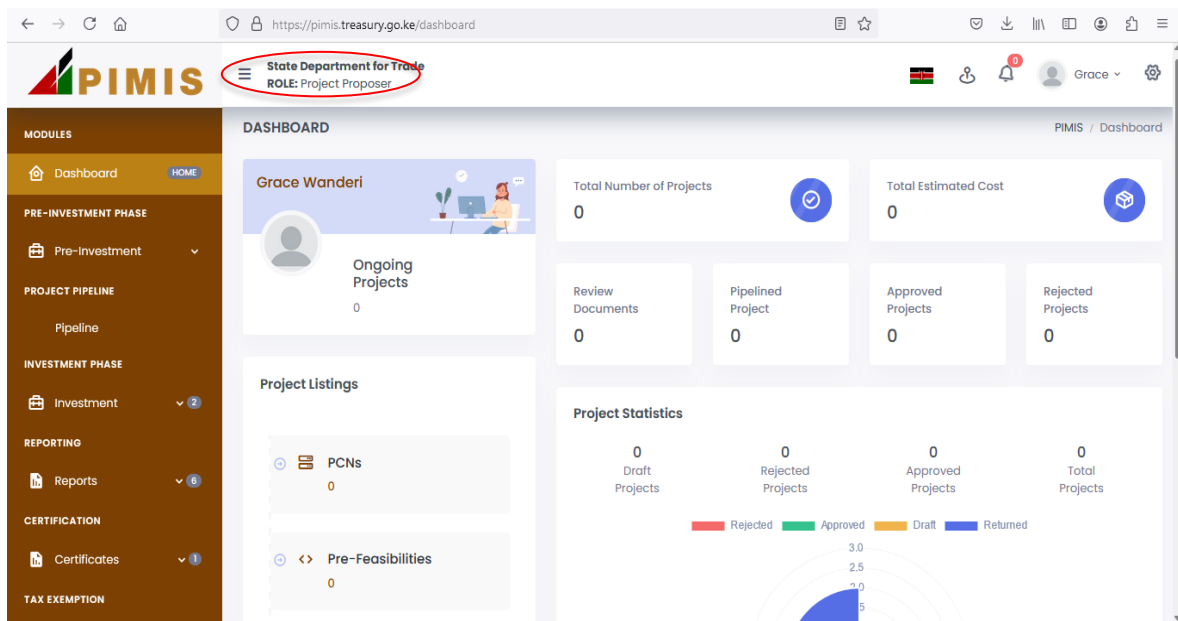 https://pimis.treasury.go.ke/dashboard
PIMIS
State Department for Trade
ROLE: Project Proposer
0
Grace
MODULES
Dashboard HOME
PRE-INVESTMENT PHASE
Pre-Investment
PROJECT PIPELINE
Pipeline
INVESTMENT PHASE
Investment 2
REPORTING
Reports 6
CERTIFICATION
Certificates 1
TAX EXEMPTION
DASHBOARD
PIMIS / Dashboard
Grace Wanderi
Ongoing
Projects
0
Total Number of Projects
0
Total Estimated Cost
0
Review
Documents
0
Pipelined
Project
0
Approved
Projects
0
Rejected
Projects
0
Project Listings
PCNs
0
Pre-Feasibilities
0
Project Statistics
0
Draft
Projects
0
Rejected
Projects
0
Approved
Projects
0
Total
Projects
Rejected Approved Draft Returned
3.0
2.5
2.0